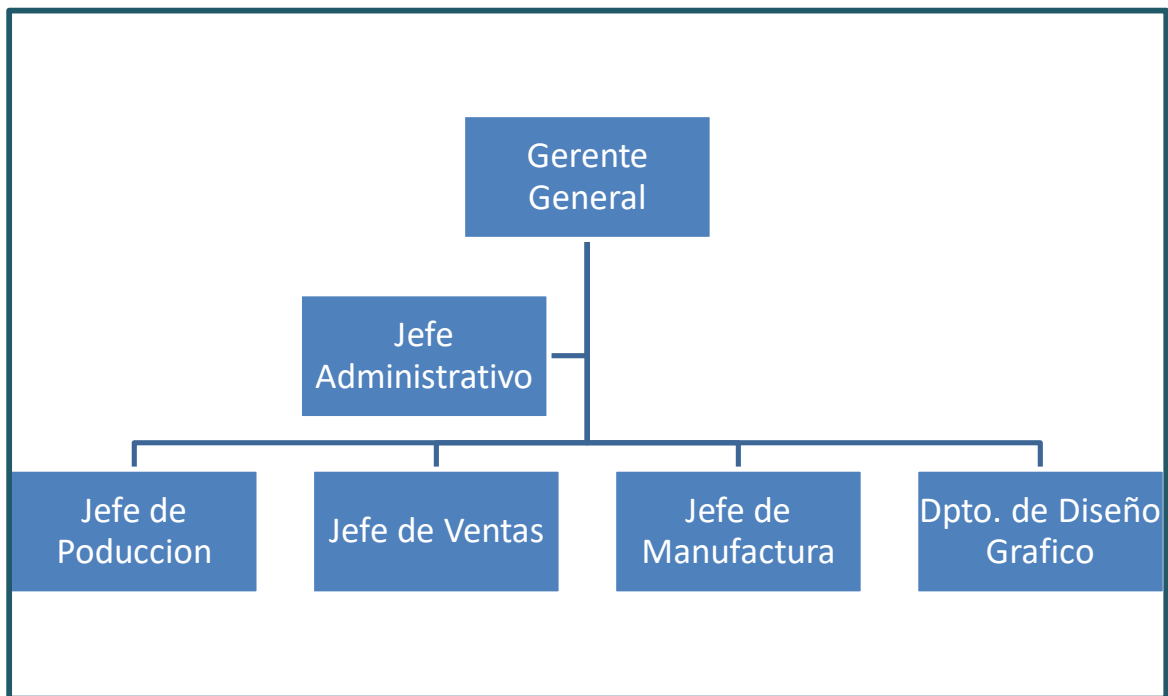 Gerente
General
Jefe
Administrativo
Jefe de
Poduccion
Jefe de Ventas
Jefe de
Manufactura
Dpto. de Diseño
Grafico